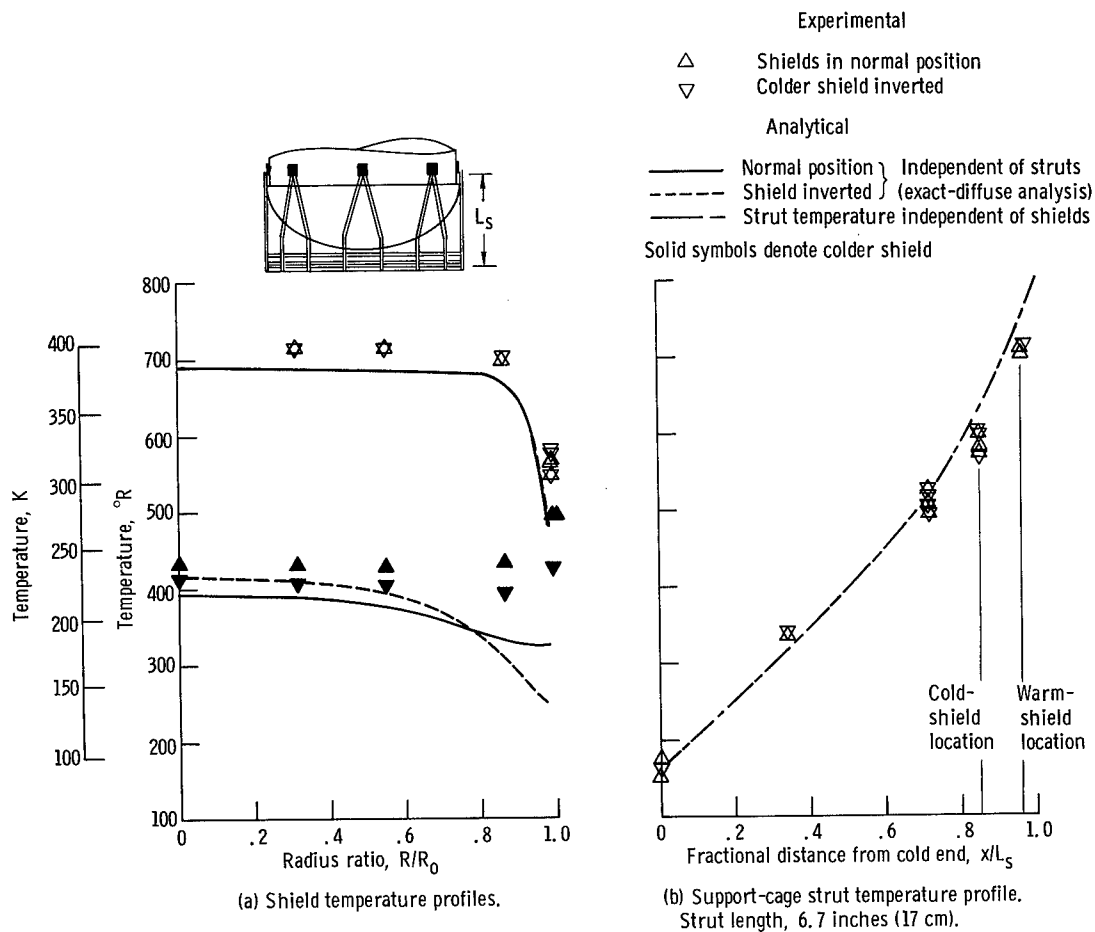 Experimental
Shields in normal position
Colder shield inverted
Analytical
Normal position } Independent of struts
Shield inverted } (exact-diffuse analysis)
Strut temperature independent of shields
Solid symbols denote colder shield
Ls
800
700
600
500
400
300
200
100
400
350
300
250
200
150
100
Temperature, K
Temperature, °R
0 .2 .4 .6 .8 1.0
Radius ratio, R/Ro
(a) Shield temperature profiles.
Cold-
shield
location
Warm-
shield
location
0 .2 .4 .6 .8 1.0
Fractional distance from cold end, x/Ls
(b) Support-cage strut temperature profile.
Strut length, 6.7 inches (17 cm).